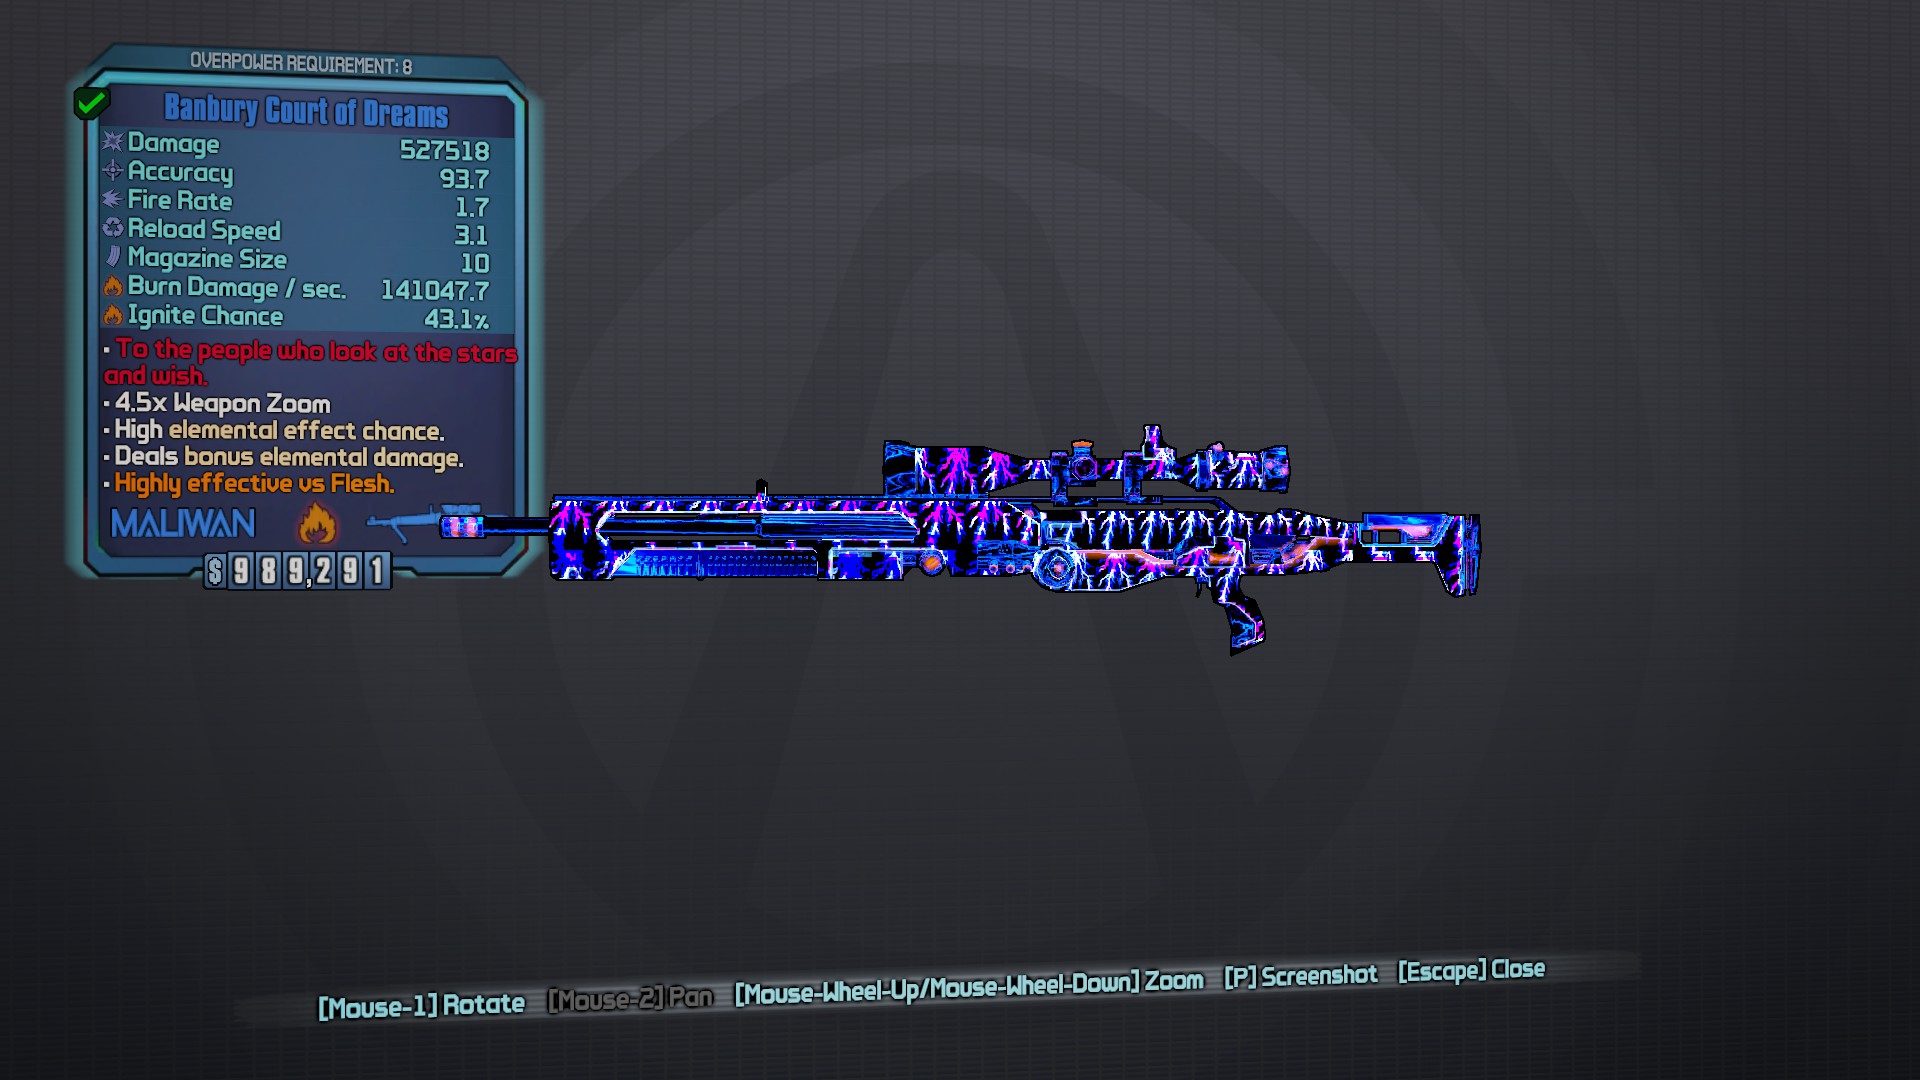 OVERPOWER REQUIREMENT: 8
Banbury Court of Dreams
Damage 527518
Accuracy 93.7
Fire Rate 1.7
Reload Speed 3.1
Magazine Size 10
Burn Damage / sec. 141047.7
Ignite Chance 43.1%
• To the people who look at the stars
and wish.
• 4.5x Weapon Zoom
• High elemental effect chance.
• Deals bonus elemental damage.
• Highly effective vs Flesh.
MALIWAN
$989,291
[Mouse-1] Rotate [Mouse-2] Pan [Mouse-Wheel-Up/Mouse-Wheel-Down] Zoom [P] Screenshot [Escape] Close